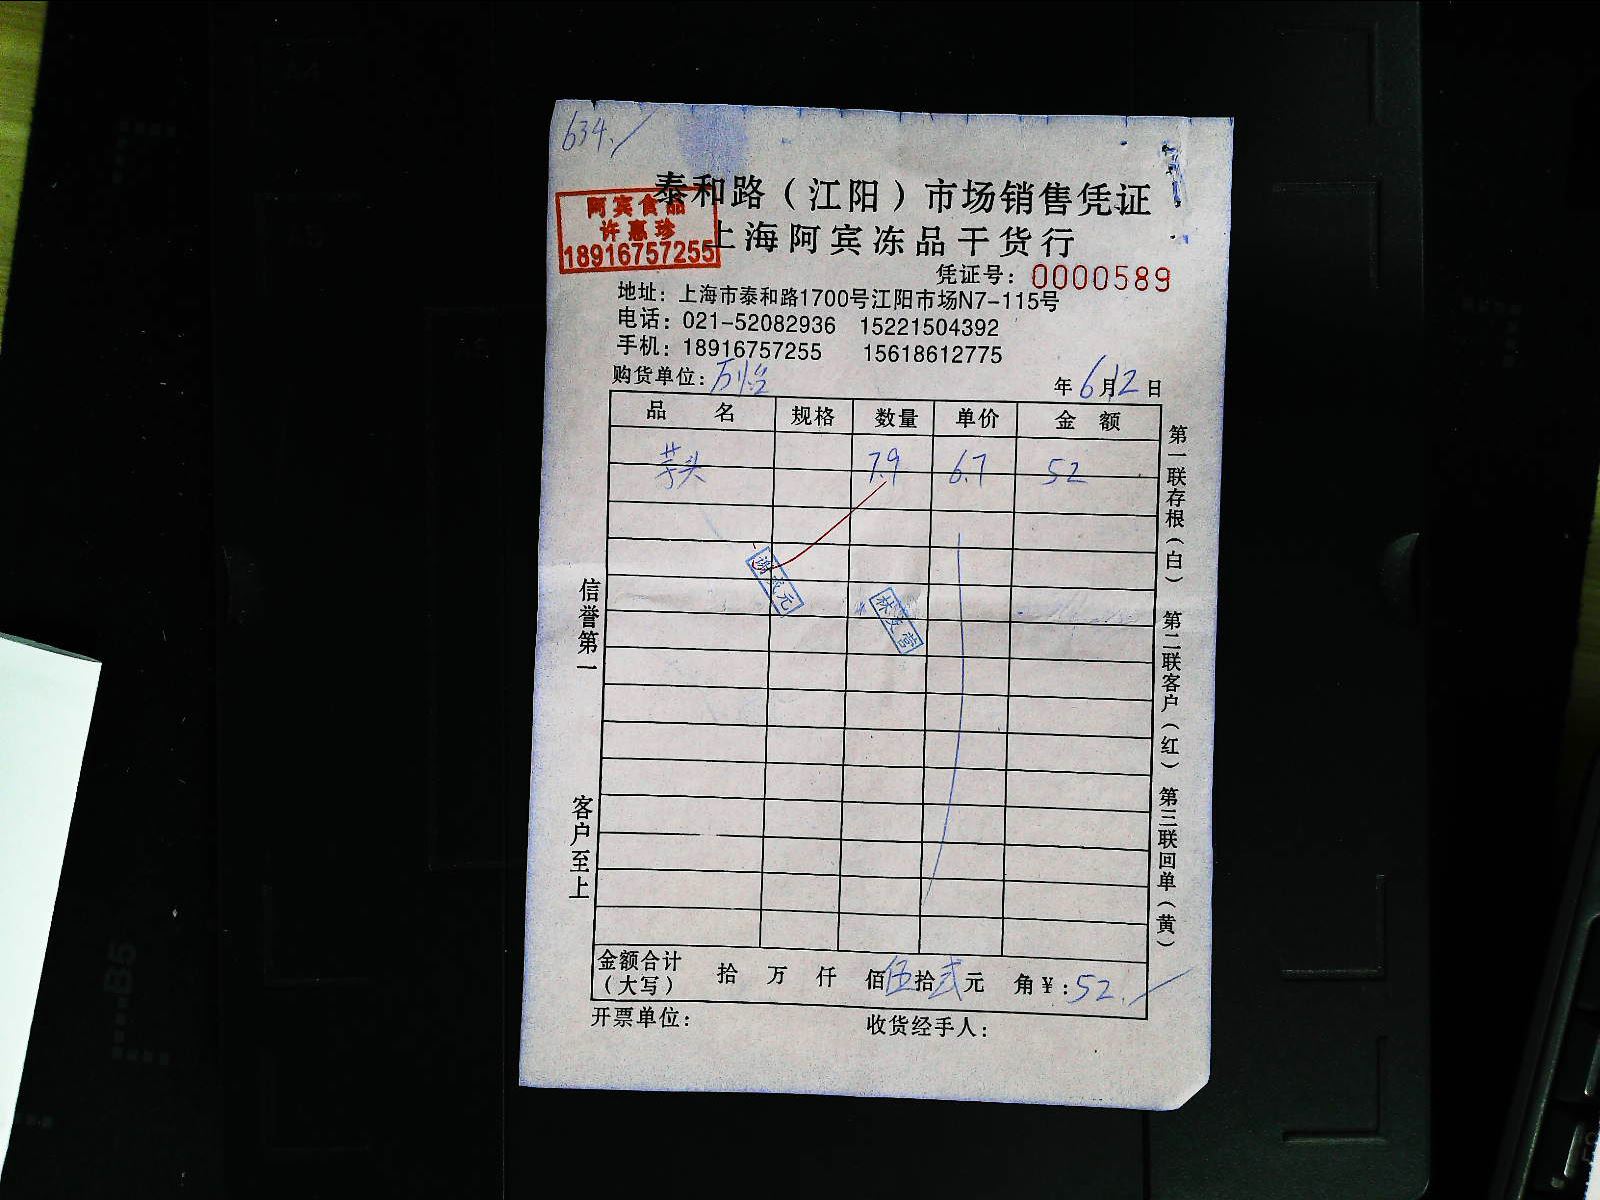 634.
泰和路（江阳）市场销售凭证
阿宾食品
许惠珍
18916757255
上海阿宾冻品干货行
凭证号：0000589
地址：上海市泰和路1700号江阳市场N7-115号
电话：021-52082936 15221504392
手机：18916757255 15618612775
购货单位：万怡 年6月12日
品 名 规格 数量 单价 金 额
芋头 7.9 6.7 52
信誉第一
客户至上
第一联存根（白） 第二联客户（红） 第三联回单（黄）
金额合计（大写） 拾 万 仟 佰伍拾贰元 角￥：52.
开票单位： 收货经手人：
B5